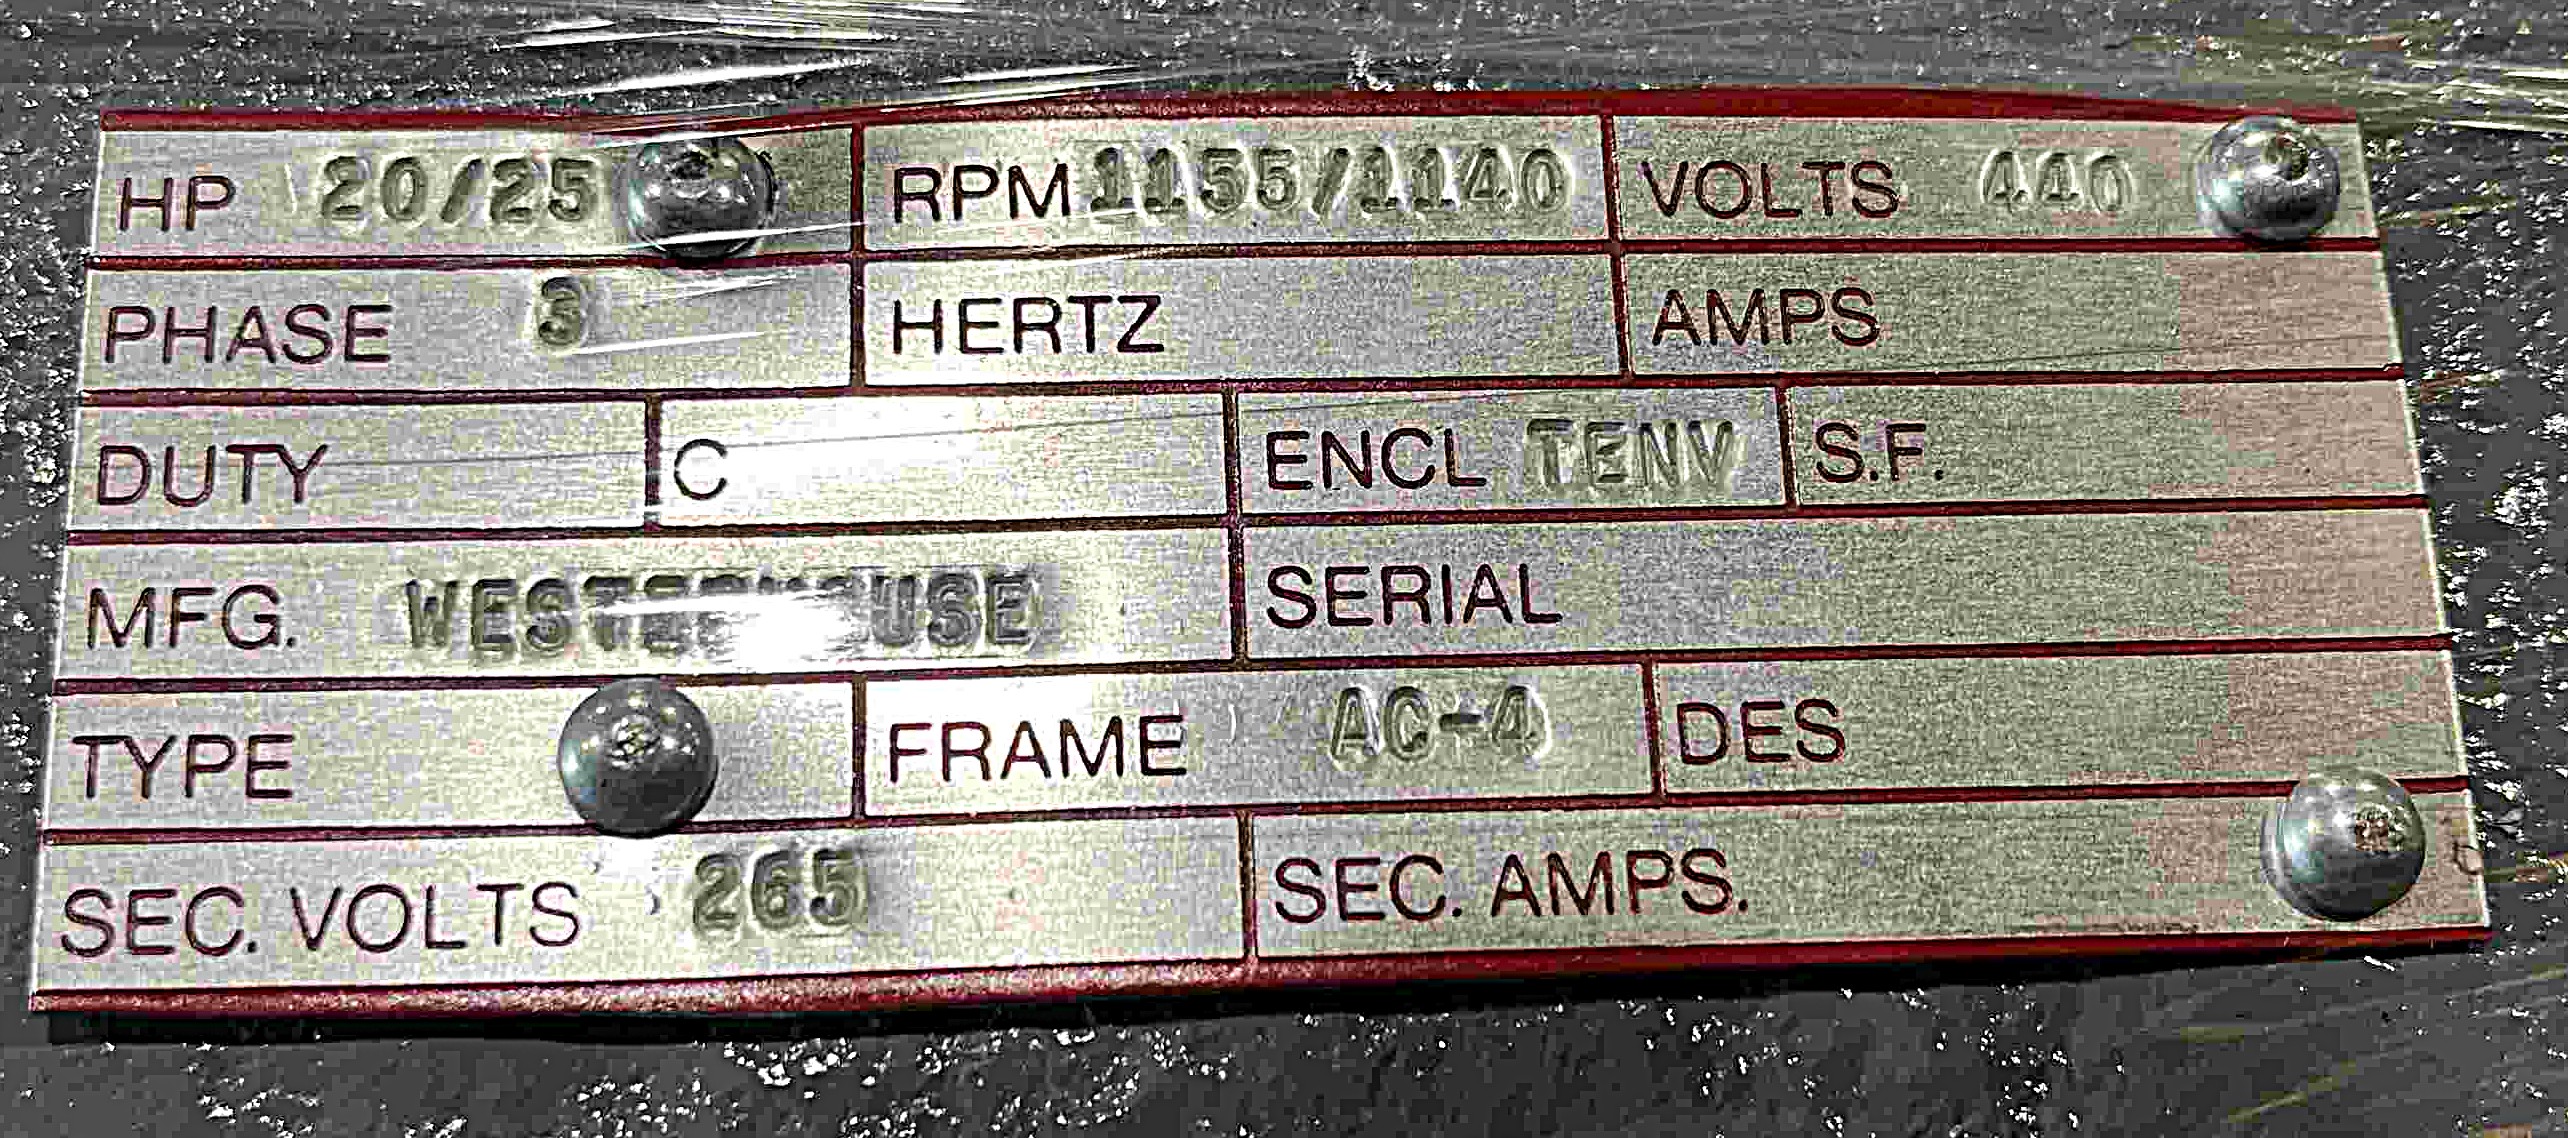 HP 20/25 RPM 1155/1140 VOLTS 440
PHASE 3 HERTZ AMPS
DUTY C ENCL TENV S.F.
MFG. SERIAL
TYPE FRAME AC-4 DES
SEC. VOLTS 265 SEC. AMPS.